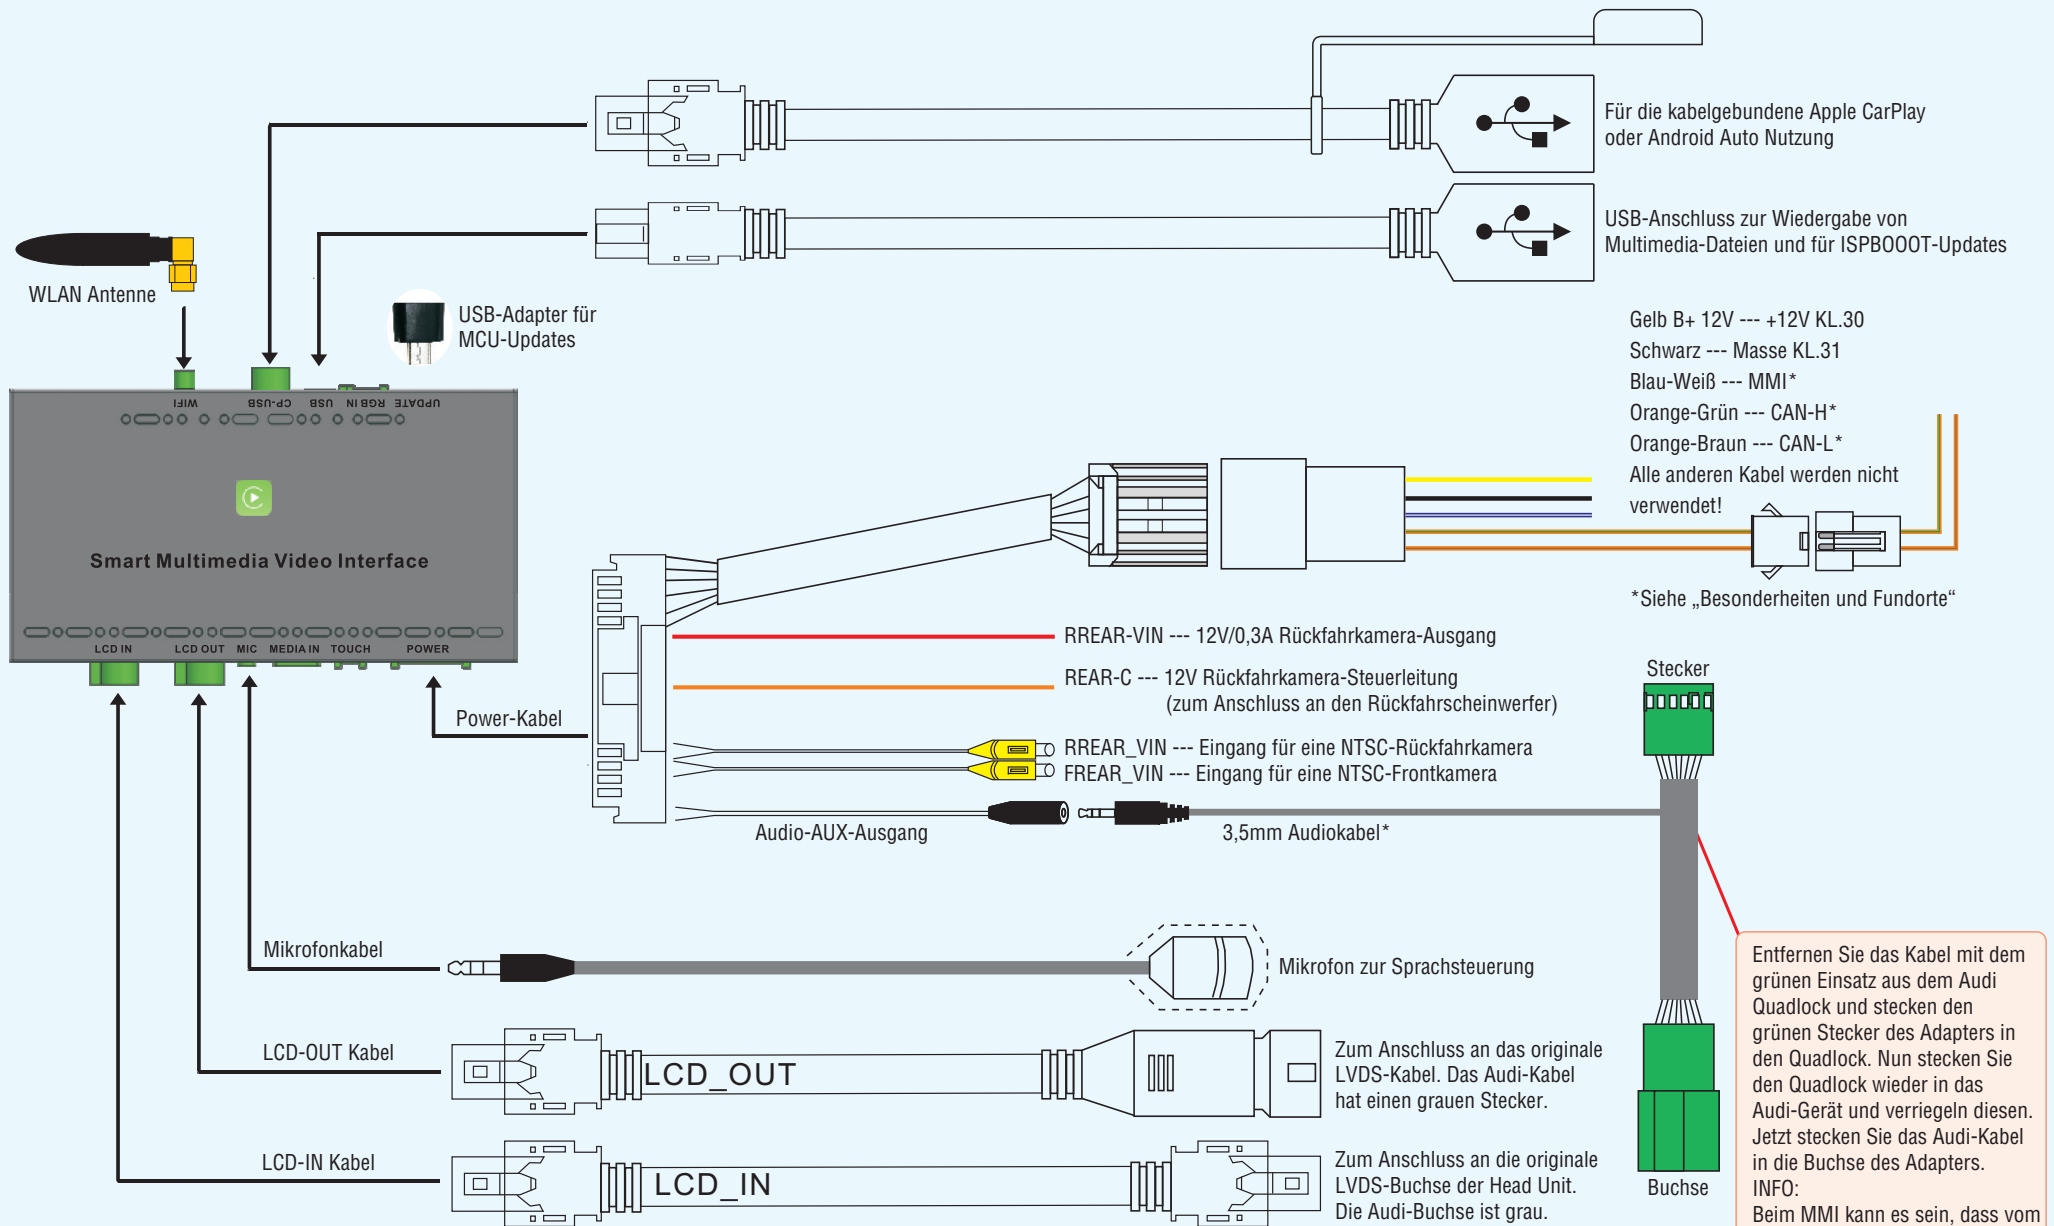 Für die kabelgebundene Apple CarPlay
oder Android Auto Nutzung
USB-Anschluss zur Wiedergabe von
Multimedia-Dateien und für ISPBOOOT-Updates
WLAN Antenne
USB-Adapter für
MCU-Updates
WIFI
CP-USB
USB
RGB IN
UPDATE
Smart Multimedia Video Interface
LCD IN
LCD OUT
MIC
MEDIA IN
TOUCH
POWER
Gelb B+ 12V --- +12V KL.30
Schwarz --- Masse KL.31
Blau-Weiß --- MMI*
Orange-Grün --- CAN-H*
Orange-Braun --- CAN-L*
Alle anderen Kabel werden nicht
verwendet!
*Siehe „Besonderheiten und Fundorte“
RREAR-VIN --- 12V/0,3A Rückfahrkamera-Ausgang
REAR-C --- 12V Rückfahrkamera-Steuerleitung
(zum Anschluss an den Rückfahrscheinwerfer)
Power-Kabel
RREAR_VIN --- Eingang für eine NTSC-Rückfahrkamera
FREAR_VIN --- Eingang für eine NTSC-Frontkamera
Audio-AUX-Ausgang
3,5mm Audiokabel*
Stecker
Buchse
Mikrofonkabel
Mikrofon zur Sprachsteuerung
LCD-OUT Kabel
LCD_OUT
Zum Anschluss an das originale
LVDS-Kabel. Das Audi-Kabel
hat einen grauen Stecker.
LCD-IN Kabel
LCD_IN
Zum Anschluss an die originale
LVDS-Buchse der Head Unit.
Die Audi-Buchse ist grau.
Entfernen Sie das Kabel mit dem
grünen Einsatz aus dem Audi
Quadlock und stecken den
grünen Stecker des Adapters in
den Quadlock. Nun stecken Sie
den Quadlock wieder in das
Audi-Gerät und verriegeln diesen.
Jetzt stecken Sie das Audi-Kabel
in die Buchse des Adapters.
INFO:
Beim MMI kann es sein, dass vom